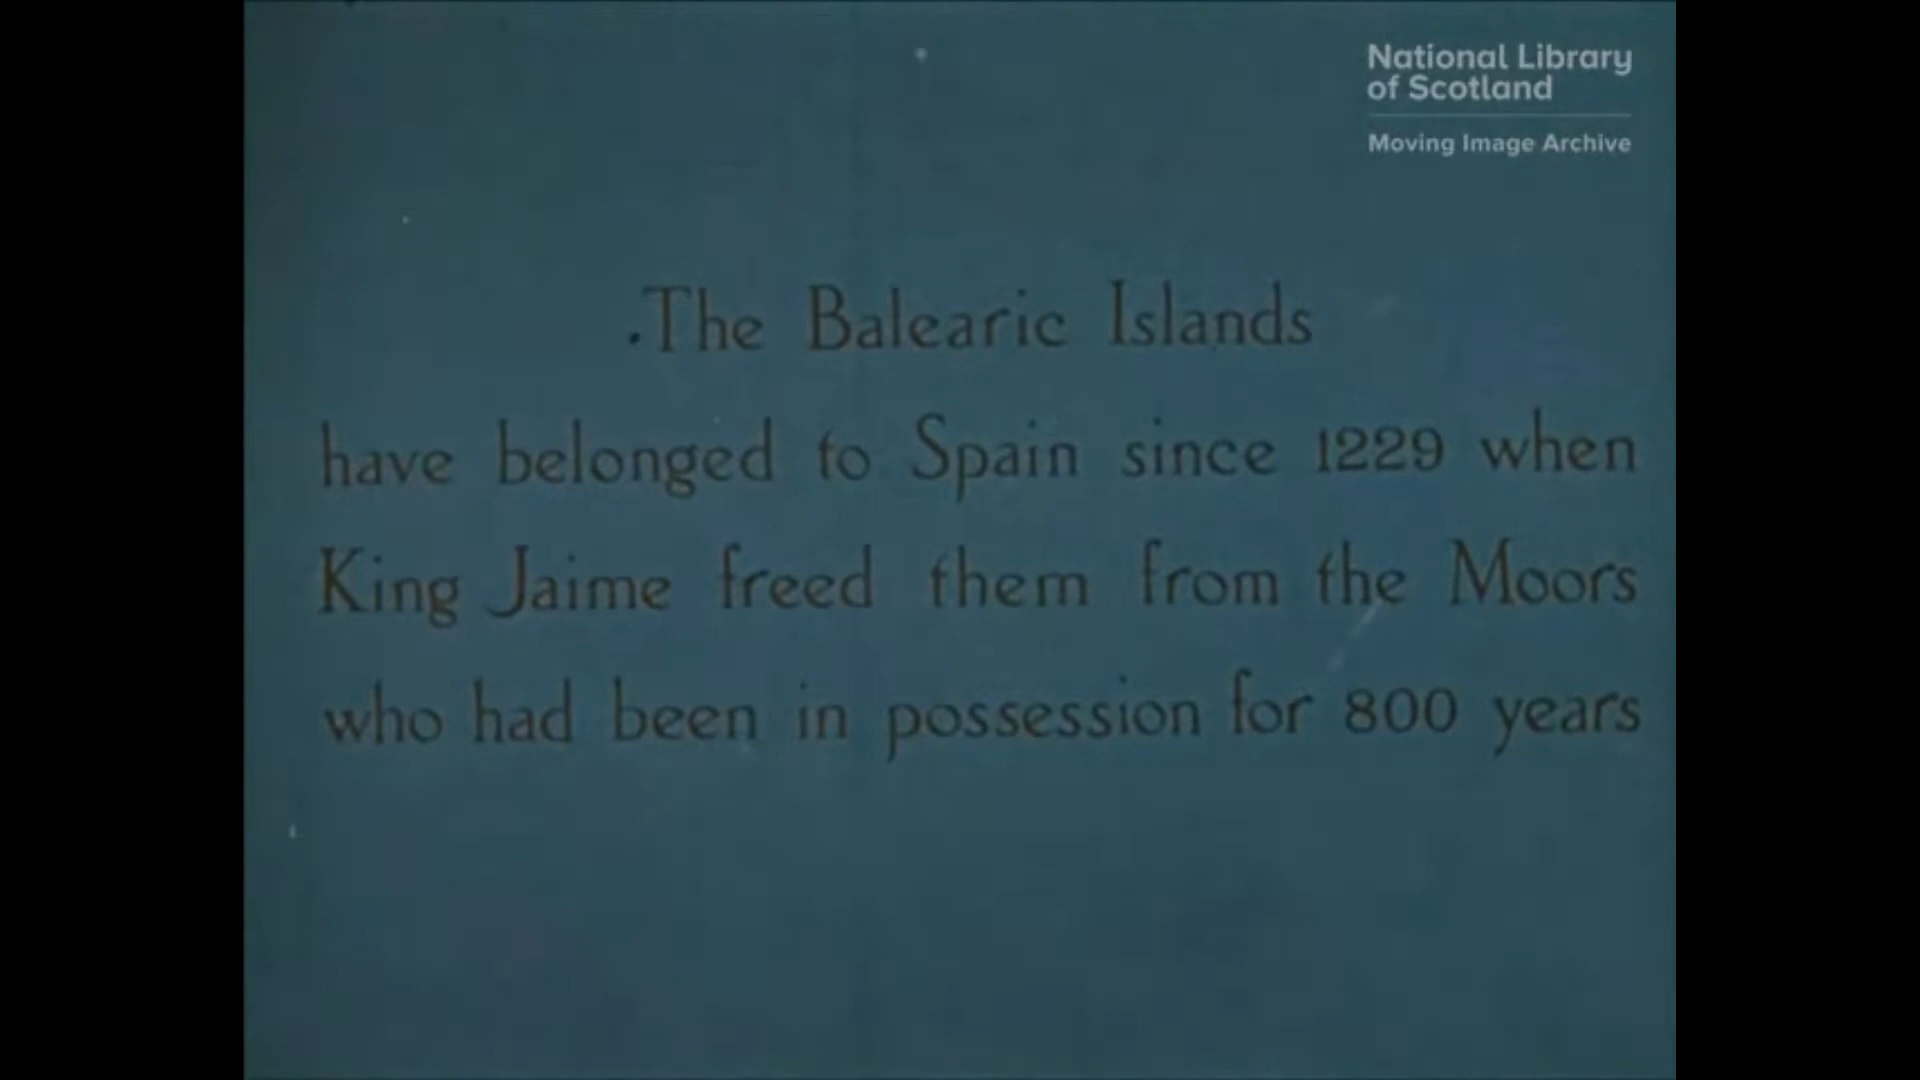 National Library
of Scotland
Moving Image Archive
.The Balearic Islands
have belonged to Spain since 1229 when
King Jaime freed them from the Moors
who had been in possession for 800 years